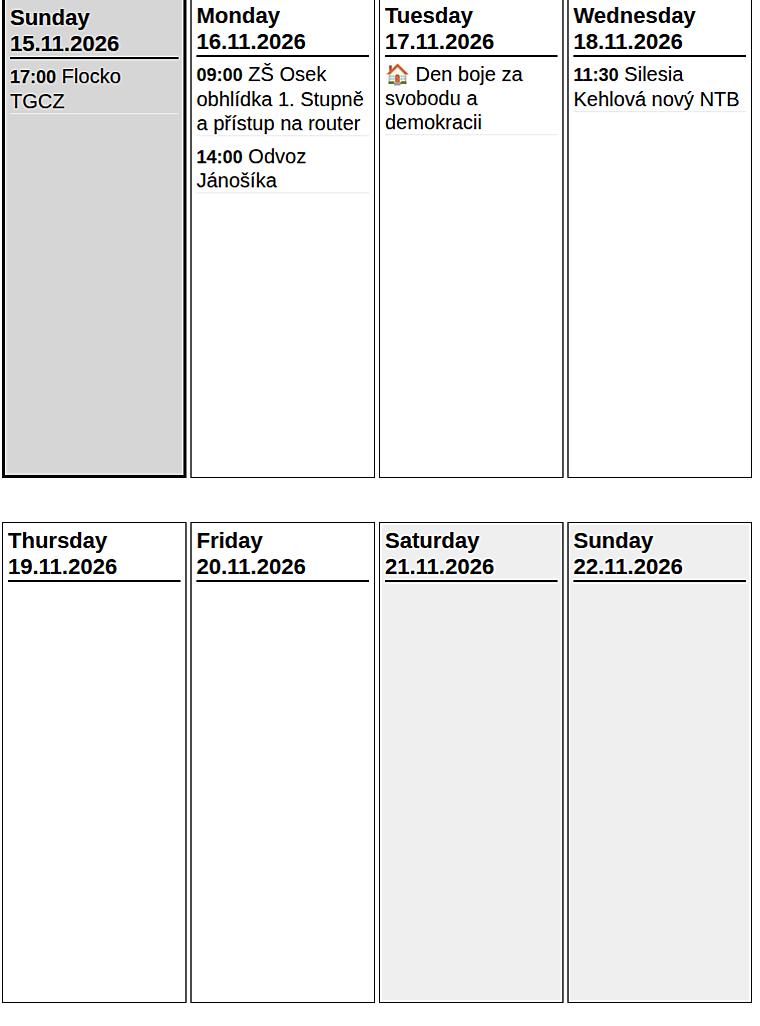 Sunday
15.11.2026
17:00 Flocko
TGCZ
Monday
16.11.2026
09:00 ZŠ Osek
obhlídka 1. Stupně
a přístup na router
14:00 Odvoz
Jánošíka
Tuesday
17.11.2026
🏠 Den boje za
svobodu a
demokracii
Wednesday
18.11.2026
11:30 Silesia
Kehlová nový NTB
Thursday
19.11.2026
Friday
20.11.2026
Saturday
21.11.2026
Sunday
22.11.2026